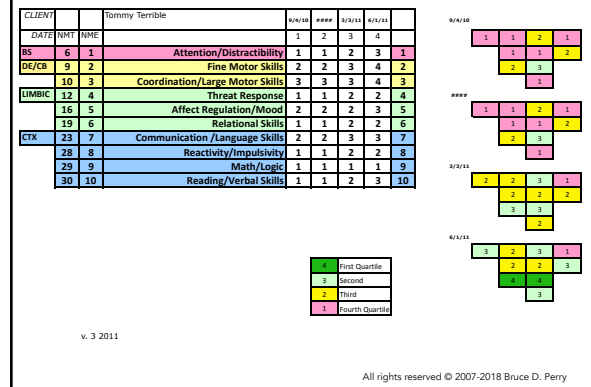 CLIENT Tommy Terrible 9/4/10 #### 3/3/11 6/1/11
DATE NMT NME 1 2 3 4
BS 6 1 Attention/Distractibility 1 1 2 3 1
DE/CB 9 2 Fine Motor Skills 2 2 3 4 2
10 3 Coordination/Large Motor Skills 3 3 3 4 3
LIMBIC 12 4 Threat Response 1 1 2 2 4
16 5 Affect Regulation/Mood 2 2 2 3 5
19 6 Relational Skills 1 1 2 2 6
CTX 23 7 Communication /Language Skills 2 2 3 3 7
28 8 Reactivity/Impulsivity 1 1 2 2 8
29 9 Math/Logic 1 1 1 1 9
30 10 Reading/Verbal Skills 1 1 2 3 10
9/4/10
1 1 2 1
1 1 2
2 3
1
####
1 1 2 1
1 1 2
2 3
1
3/3/11
2 2 3 1
2 2 2
3 3
2
6/1/11
3 2 3 1
2 2 3
4 4
3
4 First Quartile
3 Second
2 Third
1 Fourth Quartile
v. 3 2011
All rights reserved © 2007-2018 Bruce D. Perry